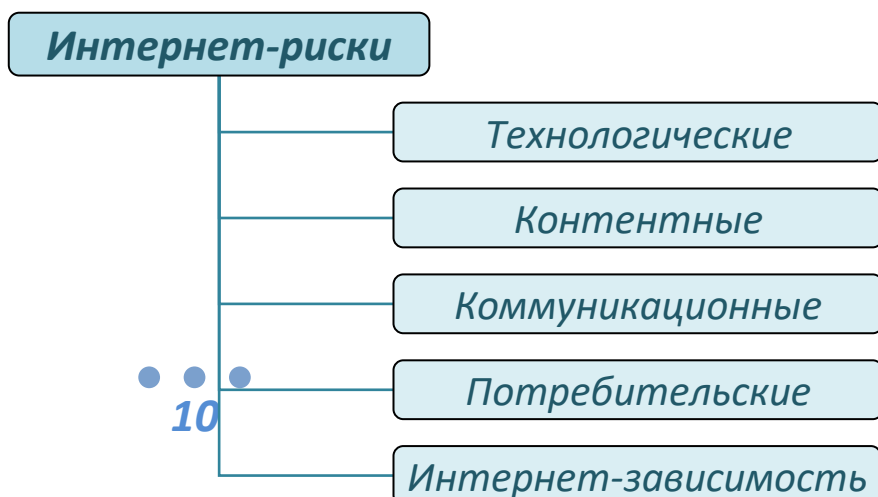 Интернет-риски
Технологические
Контентные
Коммуникационные
Потребительские
10
Интернет-зависимость